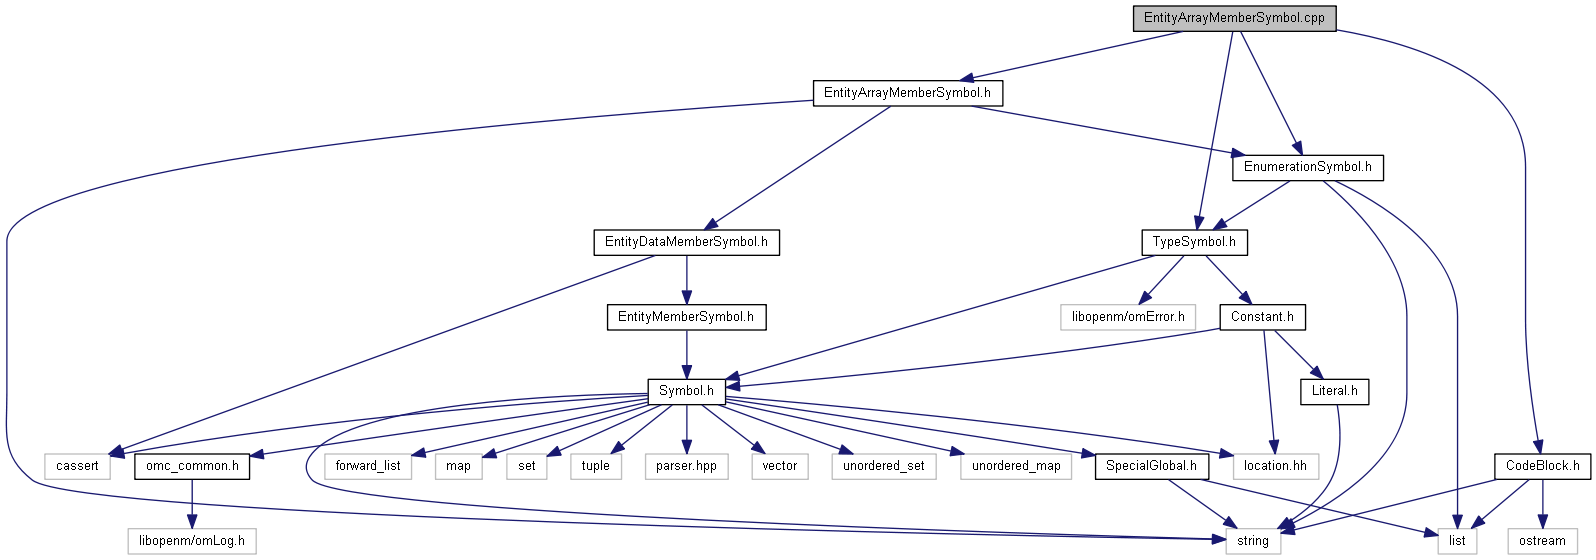 EntityArrayMemberSymbol.cpp
EntityArrayMemberSymbol.h
EnumerationSymbol.h
EntityDataMemberSymbol.h
TypeSymbol.h
EntityMemberSymbol.h
libopenm/omError.h
Constant.h
Symbol.h
Literal.h
cassert
omc_common.h
forward_list
map
set
tuple
parser.hpp
vector
unordered_set
unordered_map
SpecialGlobal.h
location.hh
CodeBlock.h
libopenm/omLog.h
string
list
ostream